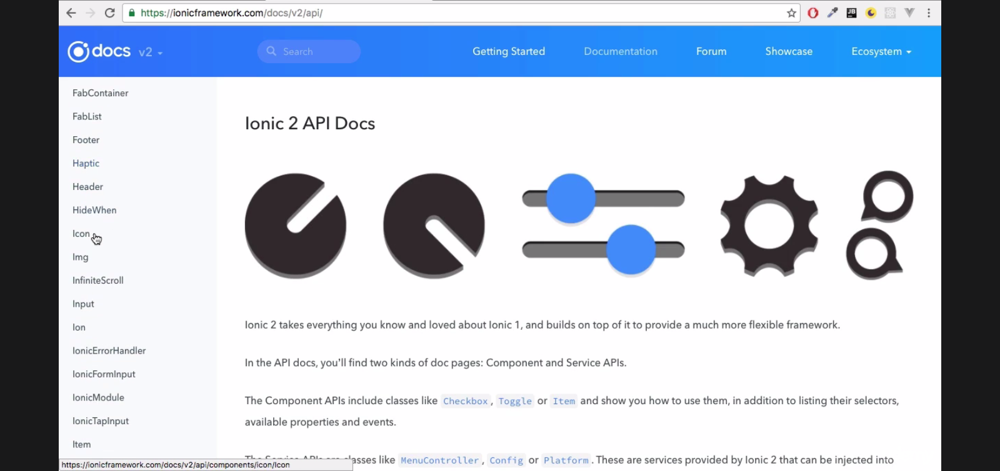 https://ionicframework.com/docs/v2/api/
JB
docs v2
Search
Getting Started
Documentation
Forum
Showcase
Ecosystem
FabContainer
FabList
Footer
Haptic
Header
HideWhen
Icon
Img
InfiniteScroll
Input
Ion
IonicErrorHandler
IonicFormInput
IonicModule
IonicTapInput
Item
Ionic 2 API Docs
Ionic 2 takes everything you know and loved about Ionic 1, and builds on top of it to provide a much more flexible framework.
In the API docs, you'll find two kinds of doc pages: Component and Service APIs.
The Component APIs include classes like Checkbox, Toggle or Item and show you how to use them, in addition to listing their selectors,
available properties and events.
The Service APIs are classes like MenuController, Config or Platform. These are services provided by Ionic 2 that can be injected into
https://ionicframework.com/docs/v2/api/components/icon/Icon